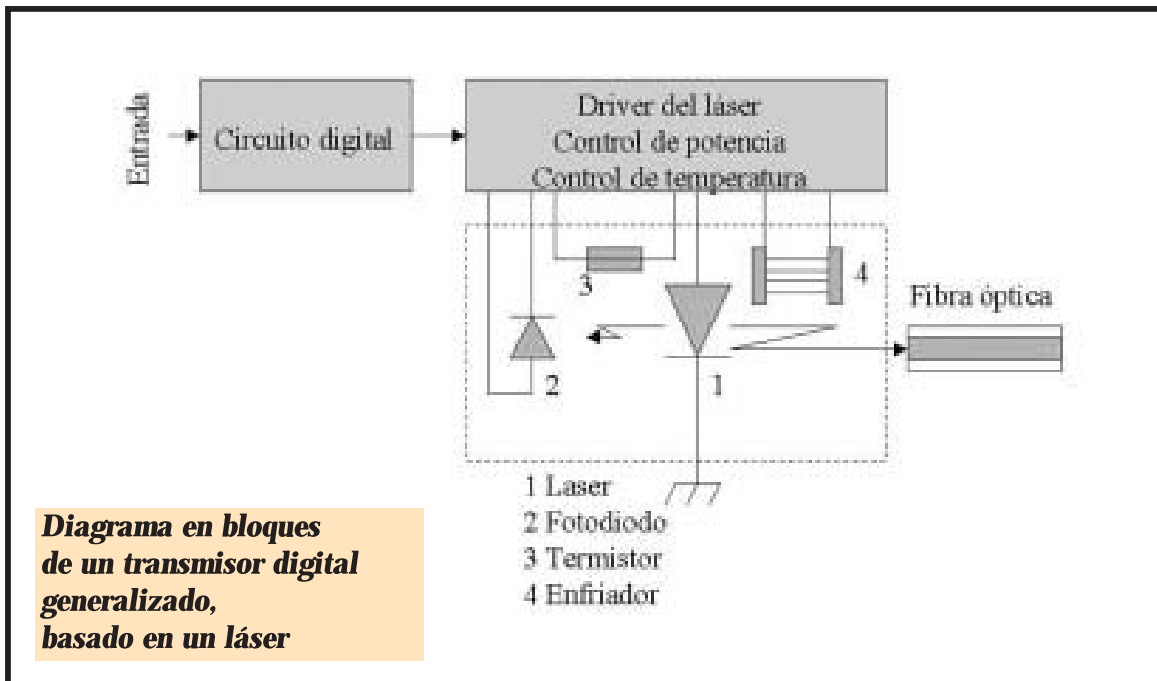 Entrada
Circuito digital
Driver del láser
Control de potencia
Control de temperatura
3
4
Fibra óptica
2
1
1 Laser
2 Fotodiodo
3 Termistor
4 Enfriador
Diagrama en bloques
de un transmisor digital
generalizado,
basado en un láser